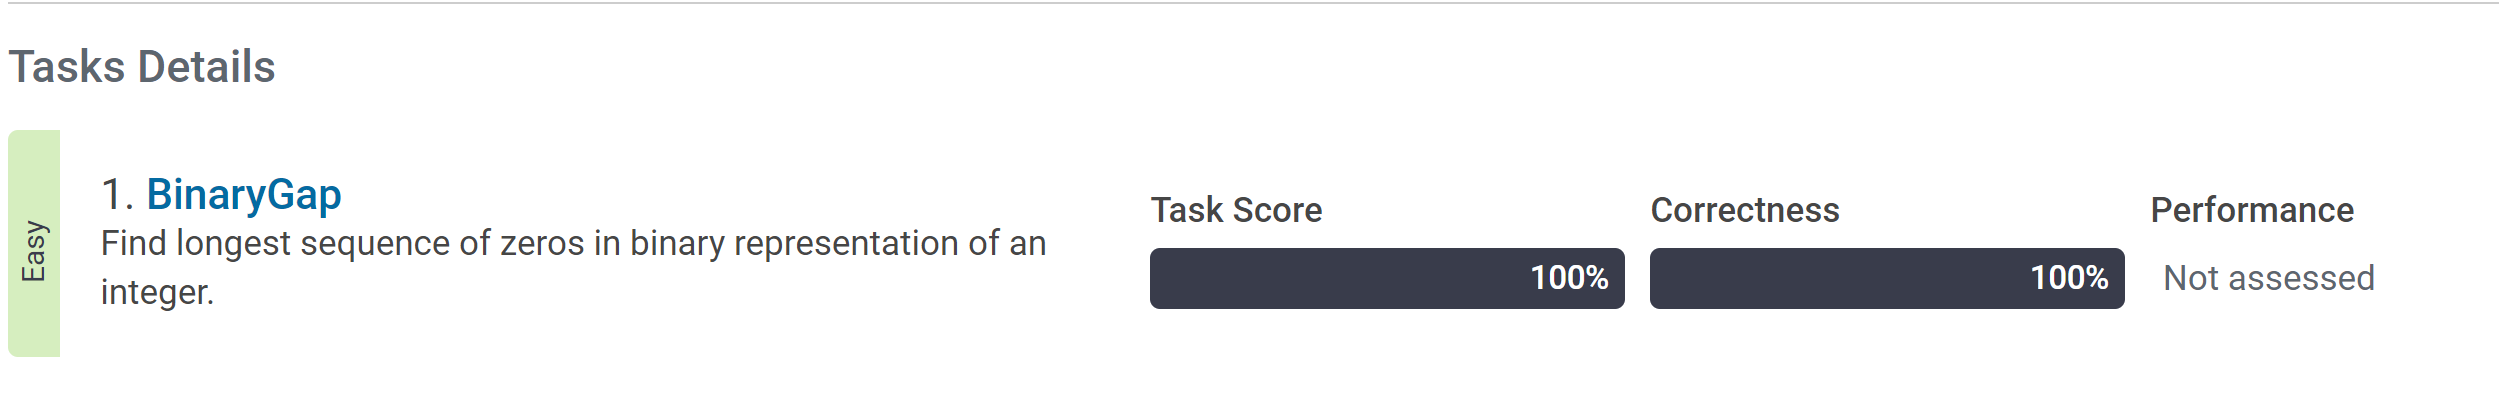 Tasks Details
Easy
1. BinaryGap
Find longest sequence of zeros in binary representation of an
integer.
Task Score
100%
Correctness
100%
Performance
Not assessed